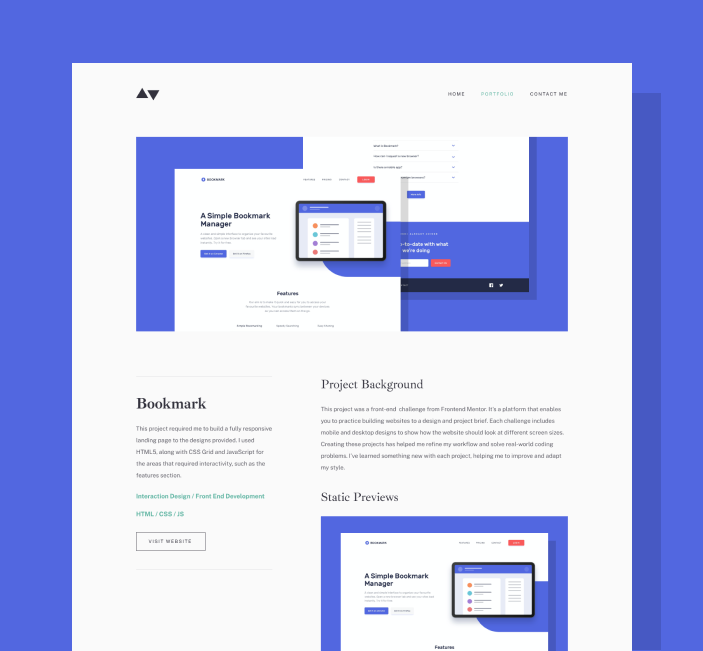 HOME PORTFOLIO CONTACT ME
What is Bookmark?
How can I request a new browser?
Is there a mobile app?
BOOKMARK
FEATURES PRICING CONTACT
A Simple Bookmark
Manager
o-to-date with what
we're doing
Features
Simple Bookmarking Speedy Searching Easy Sharing
Bookmark
This project required me to build a fully responsive
landing page to the designs provided. I used
HTML5, along with CSS Grid and JavaScript for
the areas that required interactivity, such as the
features section.
Interaction Design / Front End Development
HTML / CSS / JS
VISIT WEBSITE
Project Background
This project was a front-end challenge from Frontend Mentor. It's a platform that enables
you to practice building websites to a design and project brief. Each challenge includes
mobile and desktop designs to show how the website should look at different screen sizes.
Creating these projects has helped me refine my workflow and solve real-world coding
problems. I've learned something new with each project, helping me to improve and adapt
my style.
Static Previews
BOOKMARK
FEATURES PRICING CONTACT
A Simple Bookmark
Manager
Features